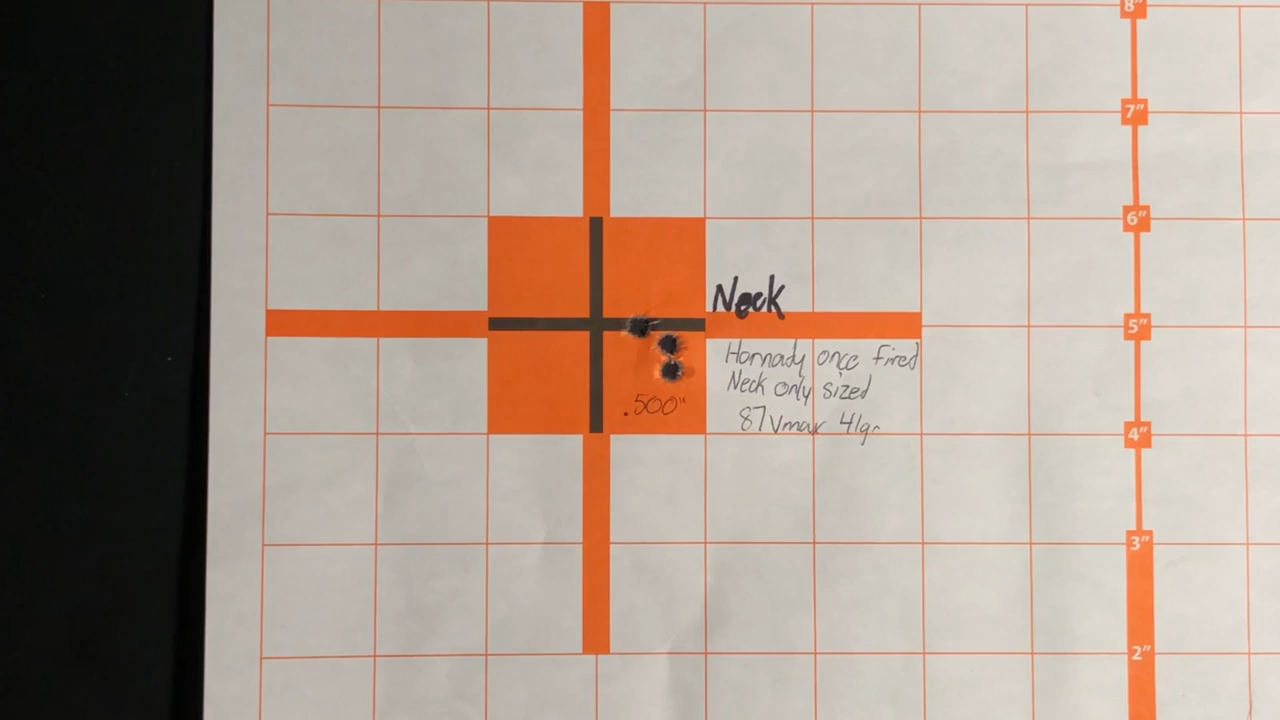 8"
7"
6"
Neck
5"
Hornady once fired
Neck only sized
.500"
87 Vmax 41gr
4"
3"
2"